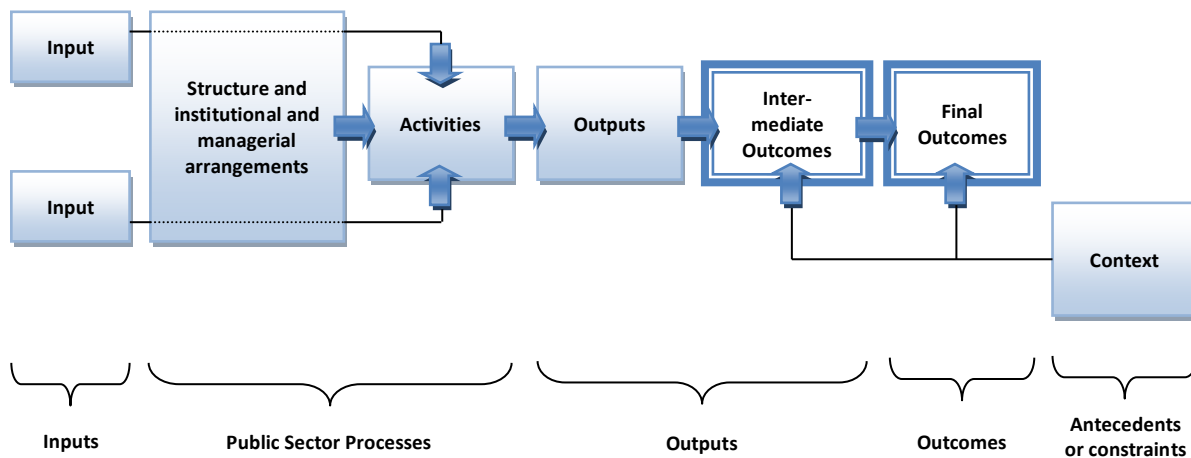 Input
Structure and
institutional and
managerial
arrangements
Input
Activities
Outputs
Inter-
mediate
Outcomes
Final
Outcomes
Context
Inputs
Public Sector Processes
Outputs
Outcomes
Antecedents
or constraints